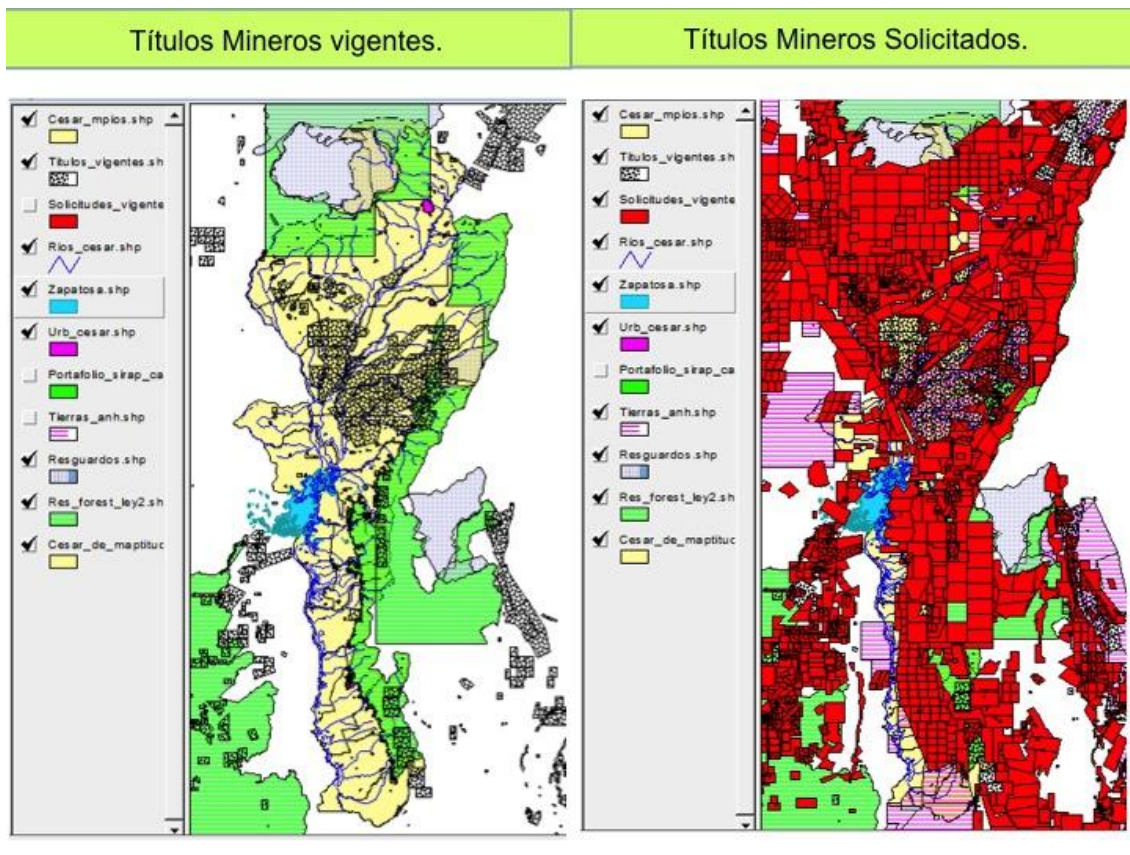 Títulos Mineros vigentes.
Títulos Mineros Solicitados.
Cesar_mpios.shp
Titulos_vigentes.sh
Solicitudes_vigente
Rios_cesar.shp
Zapatosa.shp
Urb_cesar.shp
Portafolio_sirap_ca
Tierras_anh.shp
Resguardos.shp
Res_forest_ley2.sh
Cesar_de_maptituc
Cesar_mpios.shp
Titulos_vigentes.sh
Solicitudes_vigente
Rios_cesar.shp
Zapatosa.shp
Urb_cesar.shp
Portafolio_sirap_ca
Tierras_anh.shp
Resguardos.shp
Res_forest_ley2.sh
Cesar_de_maptituc